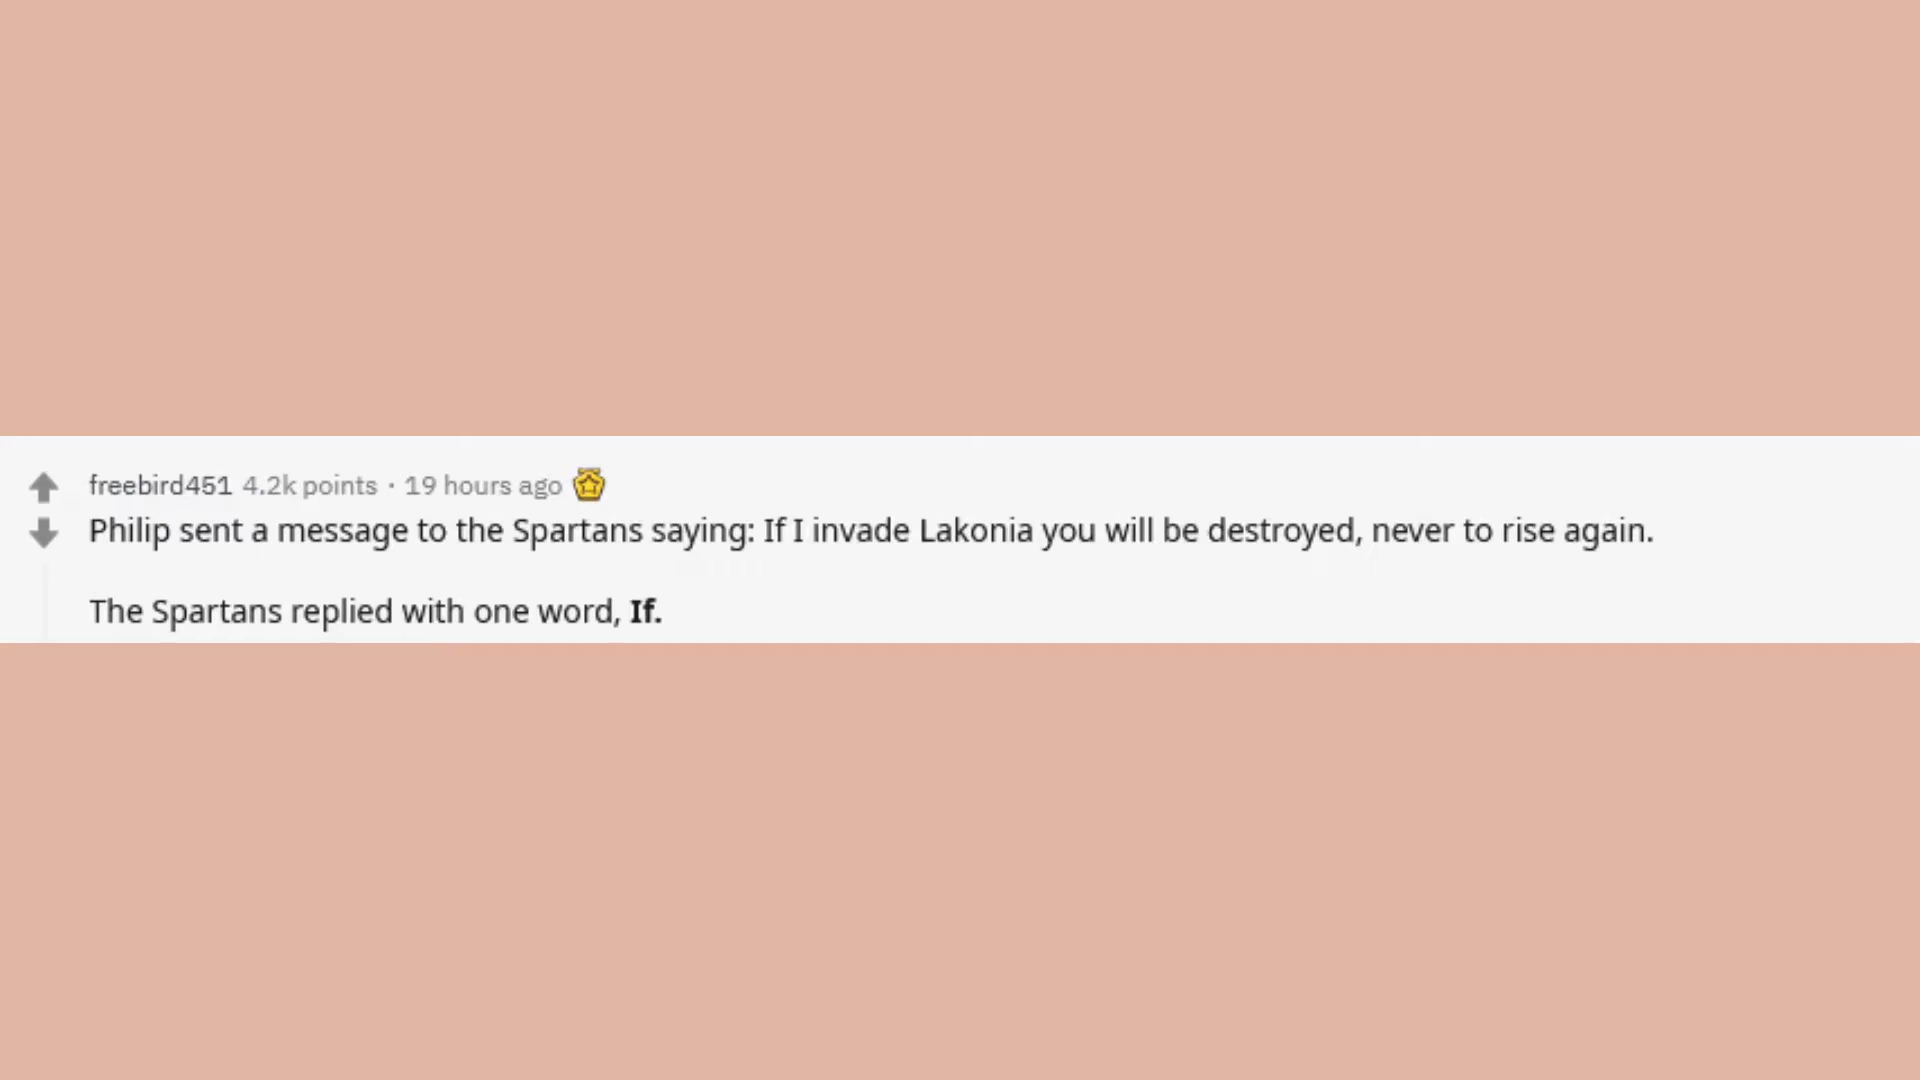 freebird451 4.2k points · 19 hours ago
Philip sent a message to the Spartans saying: If I invade Lakonia you will be destroyed, never to rise again.
The Spartans replied with one word, If.